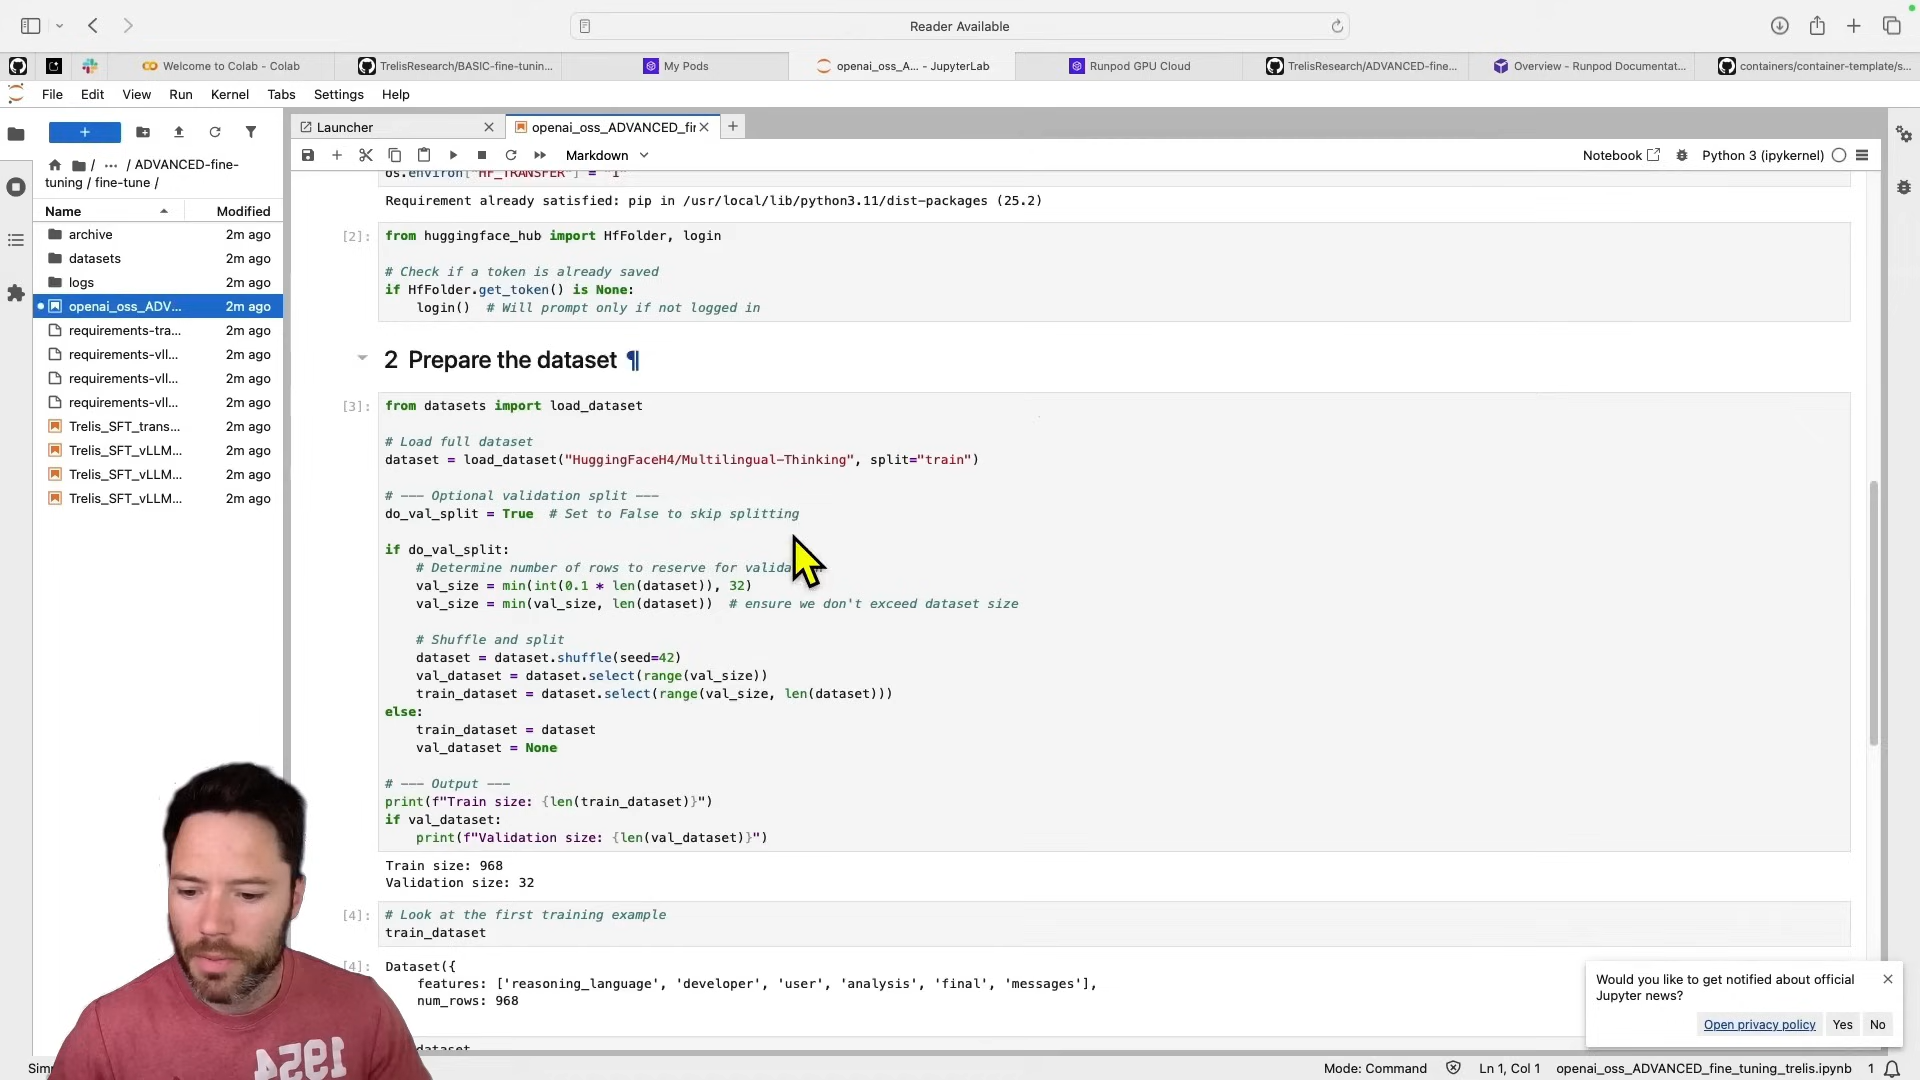 Reader Available
Welcome to Colab - Colab
TrelisResearch/BASIC-fine-tunin...
My Pods
openai_oss_A... - JupyterLab
Runpod GPU Cloud
TrelisResearch/ADVANCED-fine...
Overview - Runpod Documentat...
containers/container-template/s...
File Edit View Run Kernel Tabs Settings Help
Launcher
openai_oss_ADVANCED_fir
Markdown
Notebook
Python 3 (ipykernel)
/ ... / ADVANCED-fine-
tuning / fine-tune /
Name Modified
archive 2m ago
datasets 2m ago
logs 2m ago
openai_oss_ADV... 2m ago
requirements-tra... 2m ago
requirements-vll... 2m ago
requirements-vll... 2m ago
requirements-vll... 2m ago
Trelis_SFT_trans... 2m ago
Trelis_SFT_vLLM... 2m ago
Trelis_SFT_vLLM... 2m ago
Trelis_SFT_vLLM... 2m ago
os.environ["HF_TRANSFER"] = "1"
Requirement already satisfied: pip in /usr/local/lib/python3.11/dist-packages (25.2)
[2]: from huggingface_hub import HfFolder, login
# Check if a token is already saved
if HfFolder.get_token() is None:
login() # Will prompt only if not logged in
2 Prepare the dataset ¶
[3]: from datasets import load_dataset
# Load full dataset
dataset = load_dataset("HuggingFaceH4/Multilingual-Thinking", split="train")
# --- Optional validation split ---
do_val_split = True # Set to False to skip splitting
if do_val_split:
# Determine number of rows to reserve for valida
val_size = min(int(0.1 * len(dataset)), 32)
val_size = min(val_size, len(dataset)) # ensure we don't exceed dataset size
# Shuffle and split
dataset = dataset.shuffle(seed=42)
val_dataset = dataset.select(range(val_size))
train_dataset = dataset.select(range(val_size, len(dataset)))
else:
train_dataset = dataset
val_dataset = None
# --- Output ---
print(f"Train size: {len(train_dataset)}")
if val_dataset:
print(f"Validation size: {len(val_dataset)}")
Train size: 968
Validation size: 32
[4]: # Look at the first training example
train_dataset
[4]: Dataset({
features: ['reasoning_language', 'developer', 'user', 'analysis', 'final', 'messages'],
num_rows: 968
dataset
1954
Would you like to get notified about official
Jupyter news?
Open privacy policy Yes No
Sim
Mode: Command
Ln 1, Col 1
openai_oss_ADVANCED_fine_tuning_trelis.ipynb
1